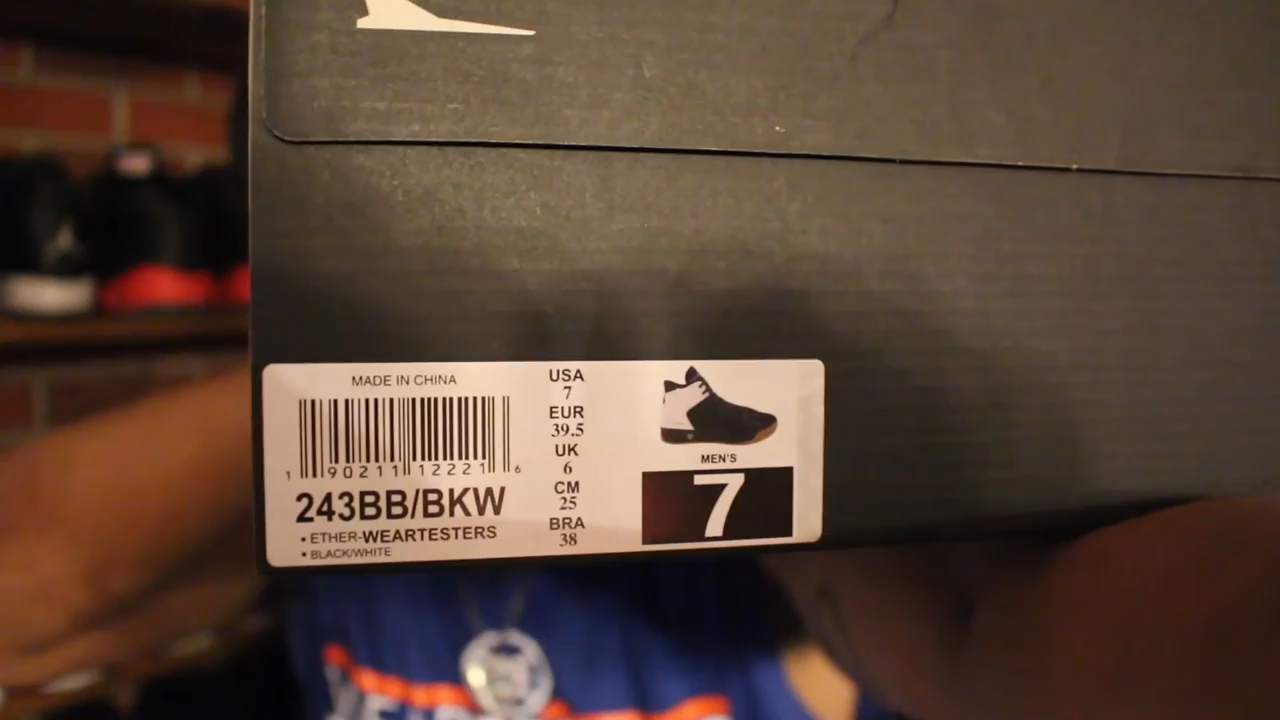 MADE IN CHINA
1 90211 12221 6
243BB/BKW
• ETHER-WEARTESTERS
• BLACK/WHITE
USA
7
EUR
39.5
UK
6
CM
25
BRA
38
MEN'S
7